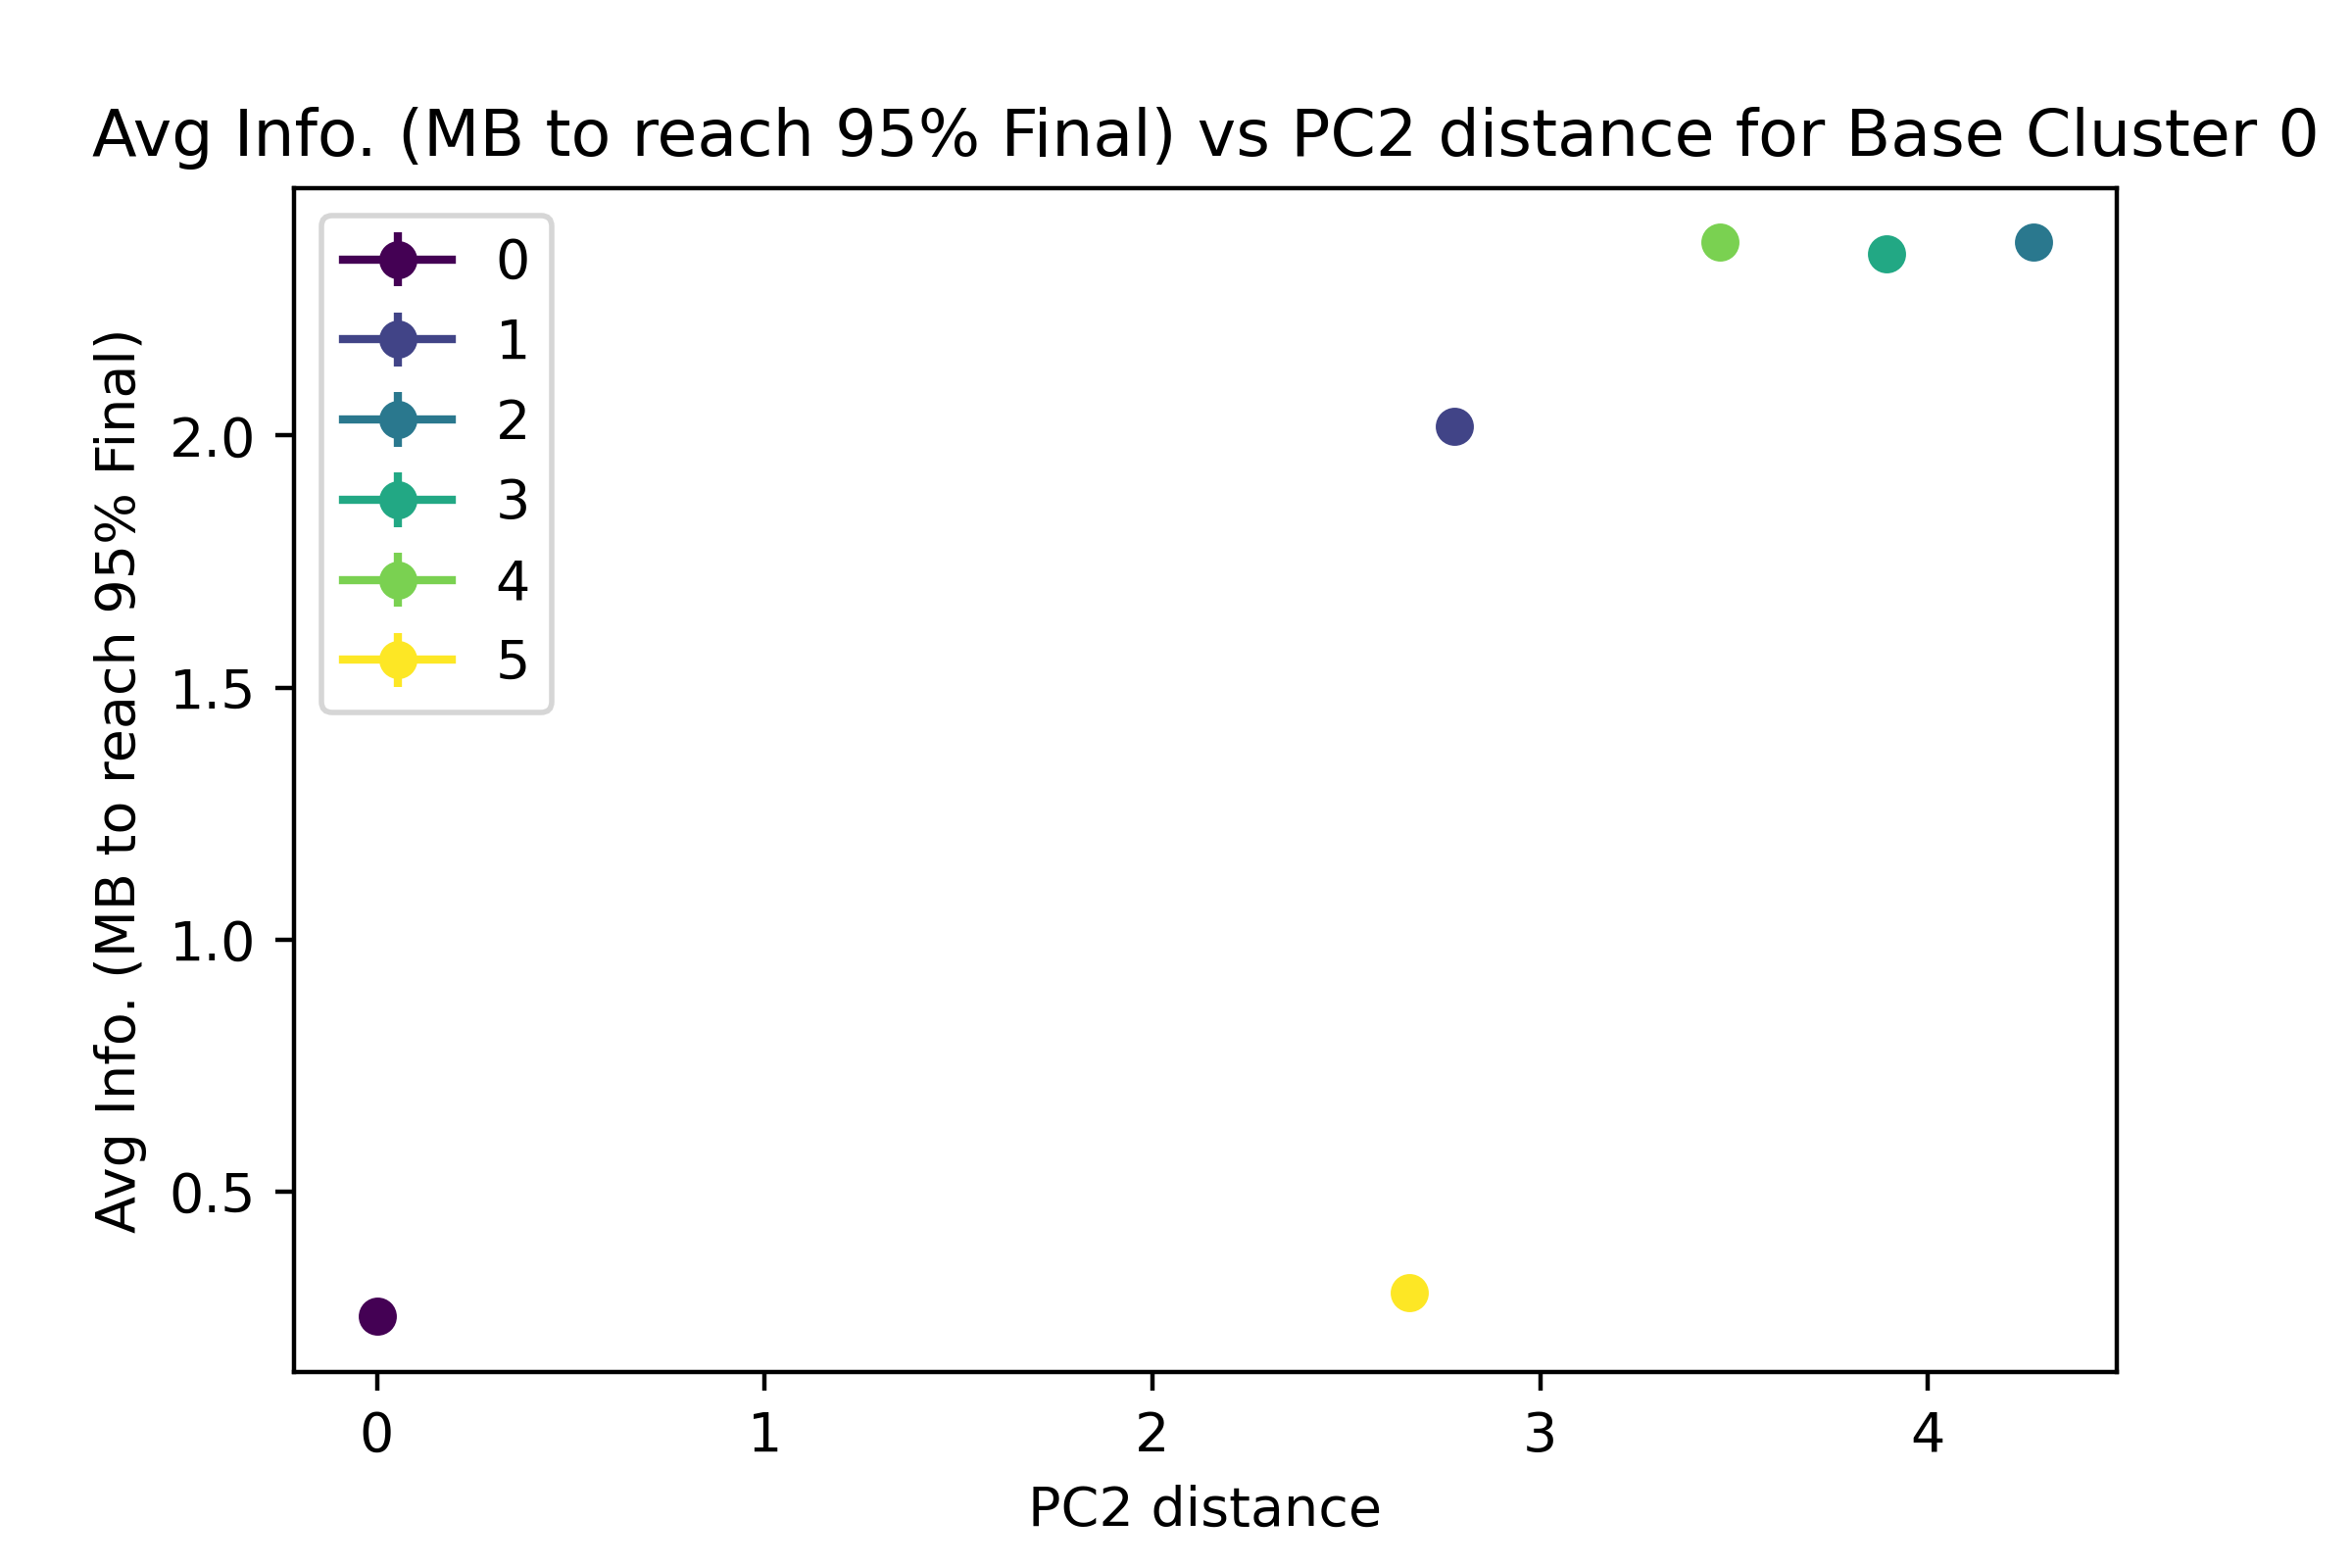 Avg Info. (MB to reach 95% Final) vs PC2 distance for Base Cluster 0
0
1
2
3
4
5
Avg Info. (MB to reach 95% Final)
2.0
1.5
1.0
0.5
0 1 2 3 4
PC2 distance